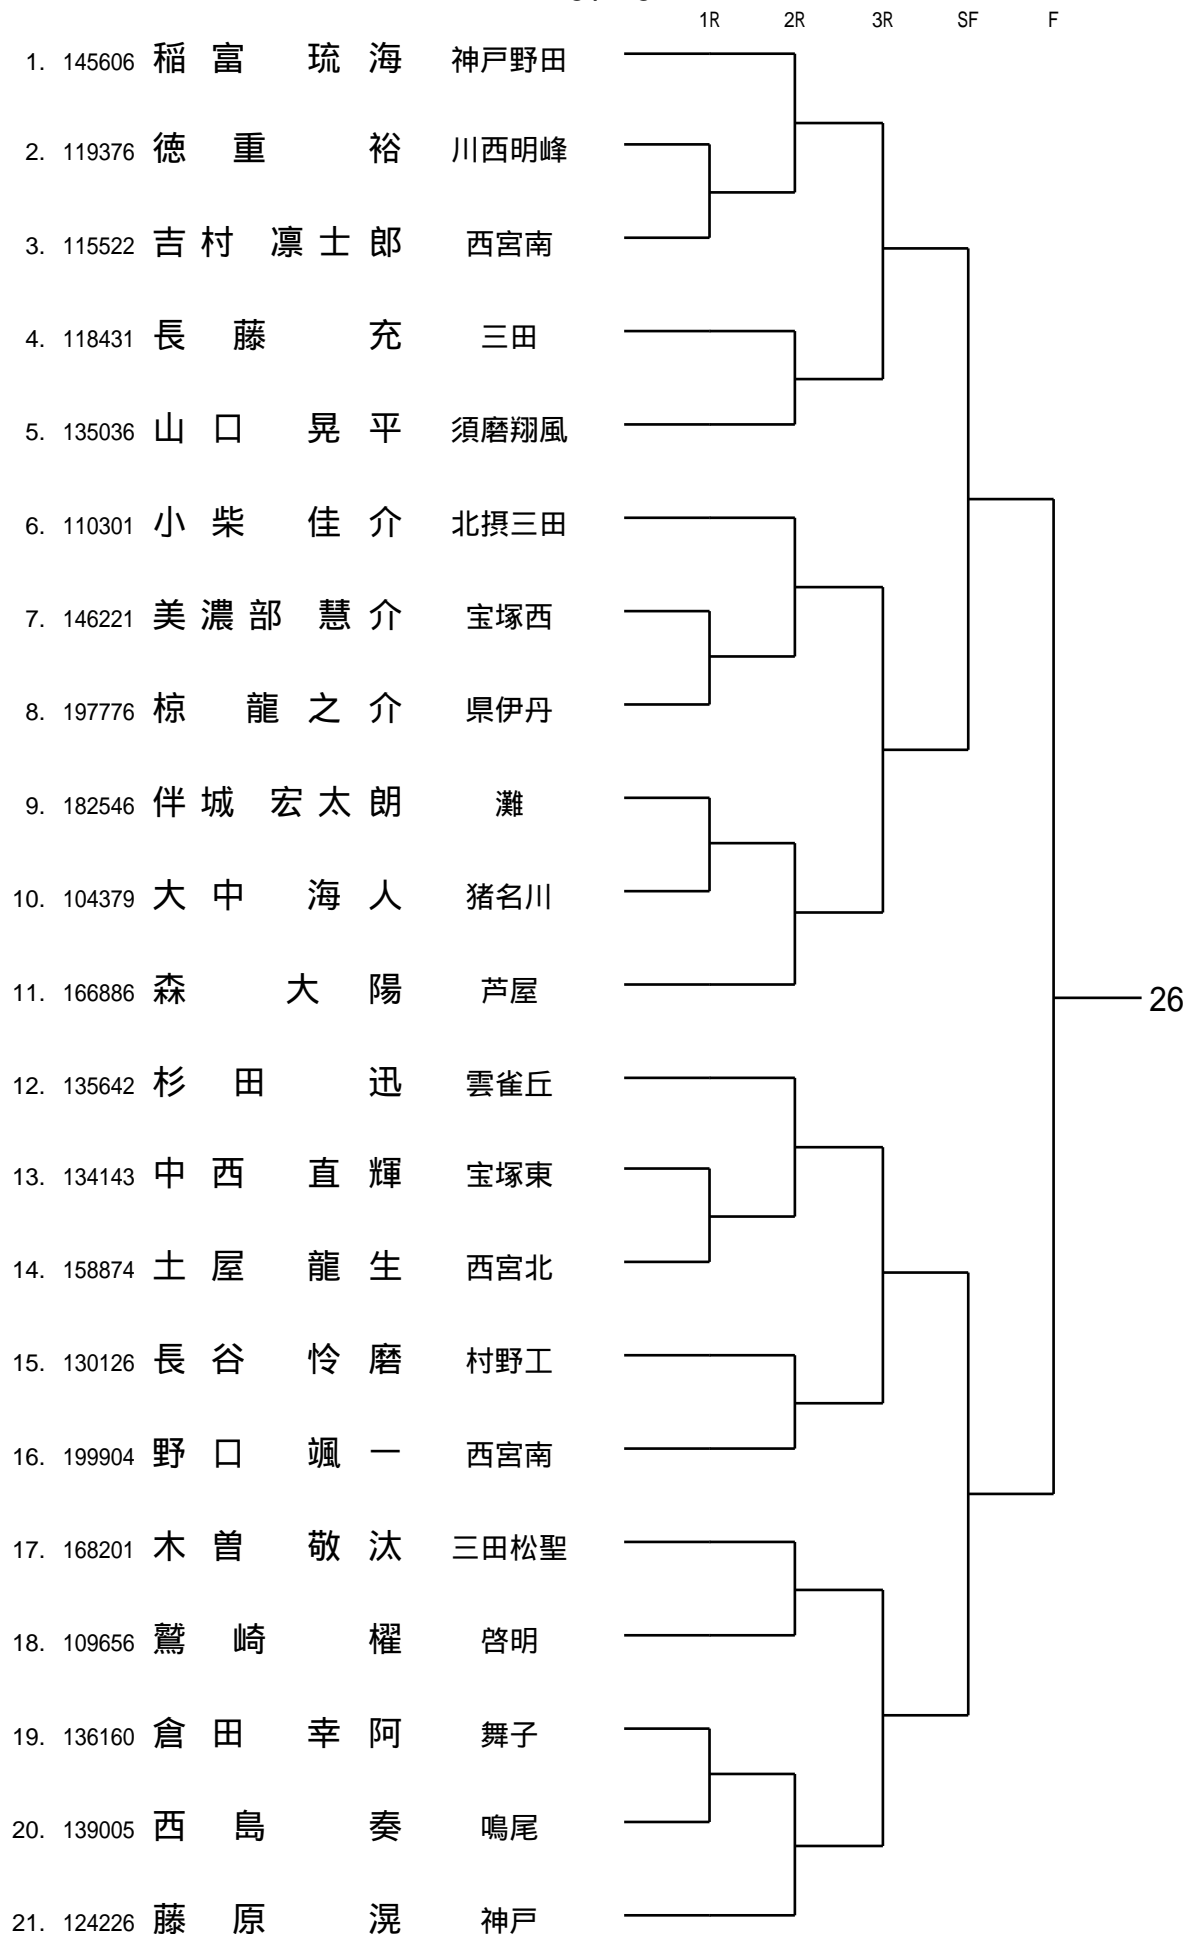 1R 2R 3R SF F
1. 145606 稲富 琉海 神戸野田
2. 119376 徳重 裕 川西明峰
3. 115522 吉村 凛士郎 西宮南
4. 118431 長藤 充 三田
5. 135036 山口 晃平 須磨翔風
6. 110301 小柴 佳介 北摂三田
7. 146221 美濃部 慧介 宝塚西
8. 197776 椋 龍之介 県伊丹
9. 182546 伴城 宏太朗 灘
10. 104379 大中 海人 猪名川
11. 166886 森 大陽 芦屋
26
12. 135642 杉田 迅 雲雀丘
13. 134143 中西 直輝 宝塚東
14. 158874 土屋 龍生 西宮北
15. 130126 長谷 怜磨 村野工
16. 199904 野口 颯一 西宮南
17. 168201 木曽 敬汰 三田松聖
18. 109656 鷲崎 櫂 啓明
19. 136160 倉田 幸阿 舞子
20. 139005 西島 奏 鳴尾
21. 124226 藤原 滉 神戸